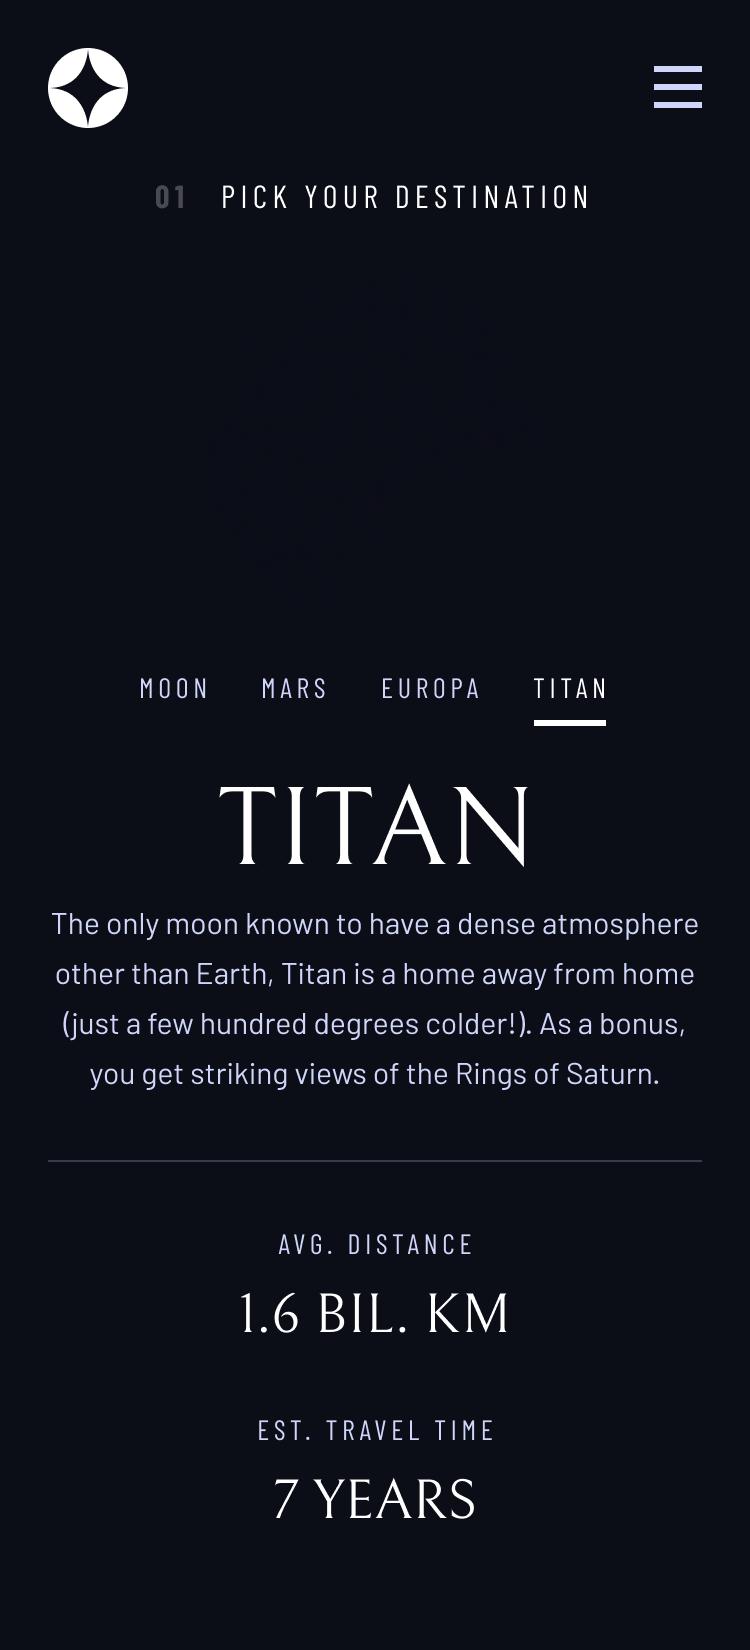 01 PICK YOUR DESTINATION
MOON MARS EUROPA TITAN
TITAN
The only moon known to have a dense atmosphere
other than Earth, Titan is a home away from home
(just a few hundred degrees colder!). As a bonus,
you get striking views of the Rings of Saturn.
AVG. DISTANCE
1.6 BIL. KM
EST. TRAVEL TIME
7 YEARS